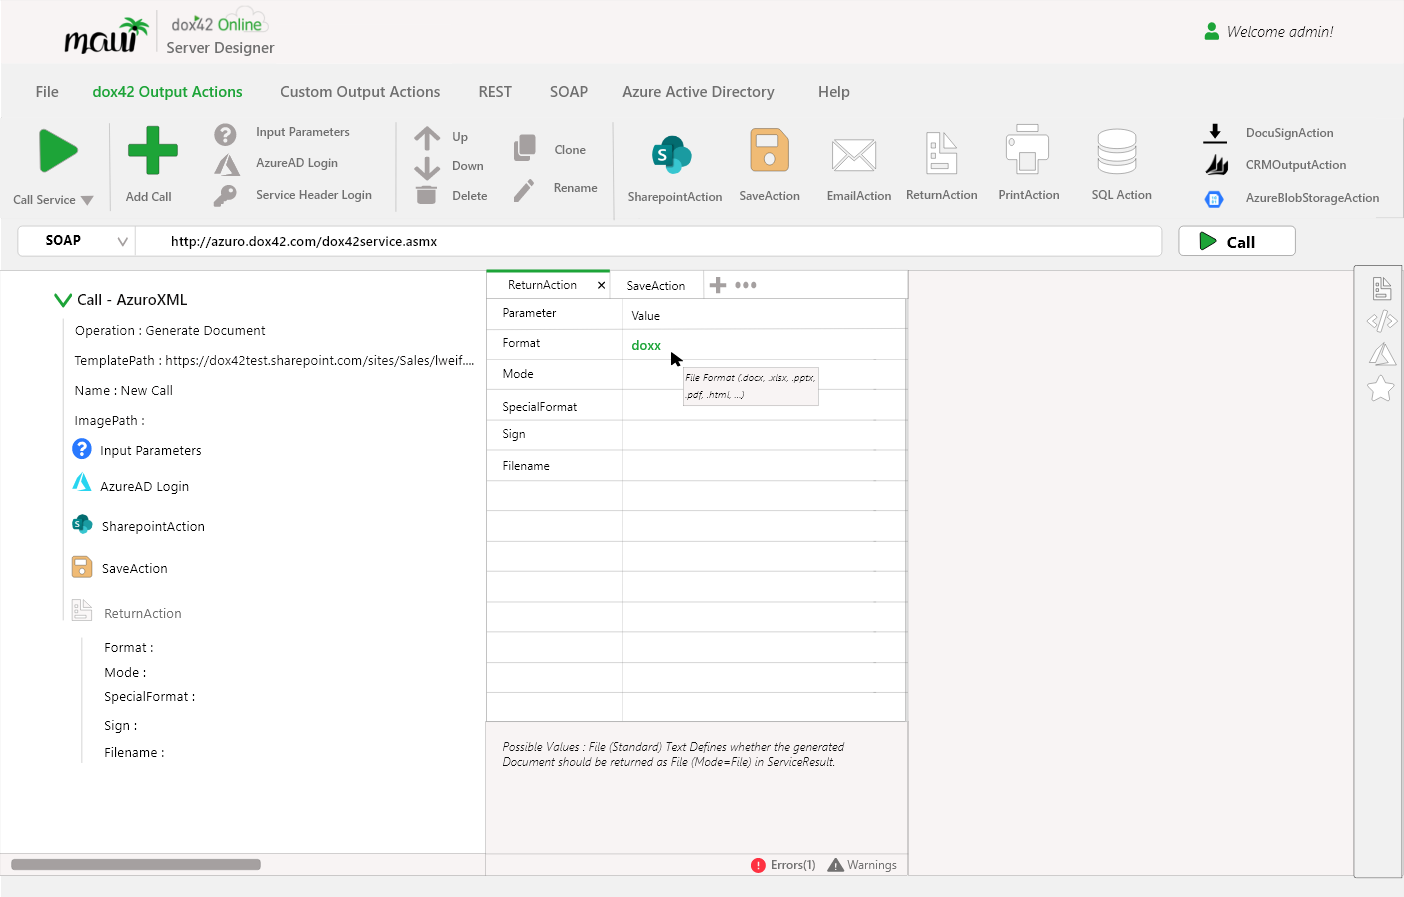 maui
dox42 Online
Server Designer
Welcome admin!
File
dox42 Output Actions
Custom Output Actions
REST
SOAP
Azure Active Directory
Help
Call Service
Add Call
Input Parameters
AzureAD Login
Service Header Login
Up
Down
Delete
Clone
Rename
SharepointAction
SaveAction
EmailAction
ReturnAction
PrintAction
SQL Action
DocuSignAction
CRMOutputAction
AzureBlobStorageAction
SOAP
http://azuro.dox42.com/dox42service.asmx
Call
Call - AzuroXML
Operation : Generate Document
TemplatePath : https://dox42test.sharepoint.com/sites/Sales/lweif....
Name : New Call
ImagePath :
Input Parameters
AzureAD Login
SharepointAction
SaveAction
ReturnAction
Format :
Mode :
SpecialFormat :
Sign :
Filename :
ReturnAction
SaveAction
Parameter
Value
Format
doxx
File Format (.docx, .xlsx, .pptx,
.pdf, .html, ...)
Mode
SpecialFormat
Sign
Filename
Possible Values : File (Standard) Text Defines whether the generated
Document should be returned as File (Mode=File) in ServiceResult.
Errors(1)
Warnings